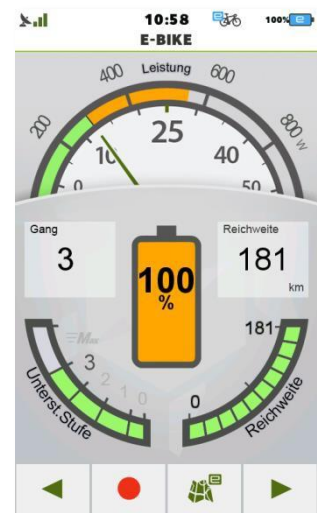 10:58
100%
E-BIKE
Leistung
200
400
600
800 W
0
10
25
40
50
Gang
3
100
%
Reichweite
181
km
3
2
1
0
Unterst.Stufe
181
0
Reichweite